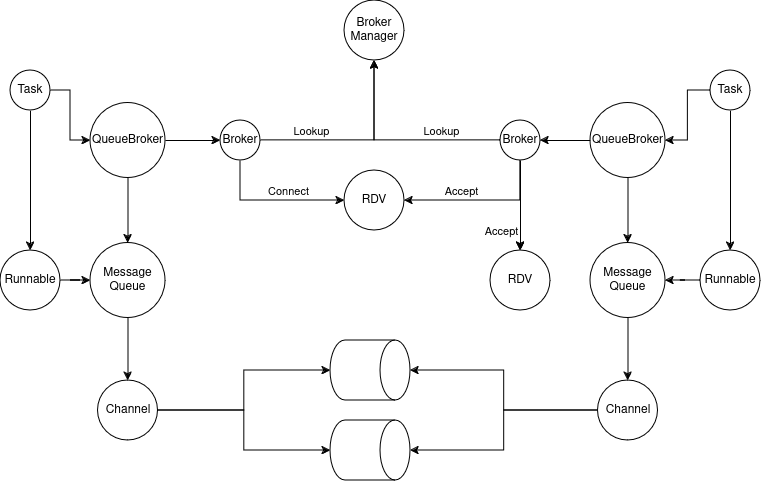 Broker
Manager
Task
Task
QueueBroker
Broker
Lookup
Lookup
Broker
QueueBroker
Connect
RDV
Accept
Accept
Runnable
Message
Queue
RDV
Message
Queue
Runnable
Channel
Channel